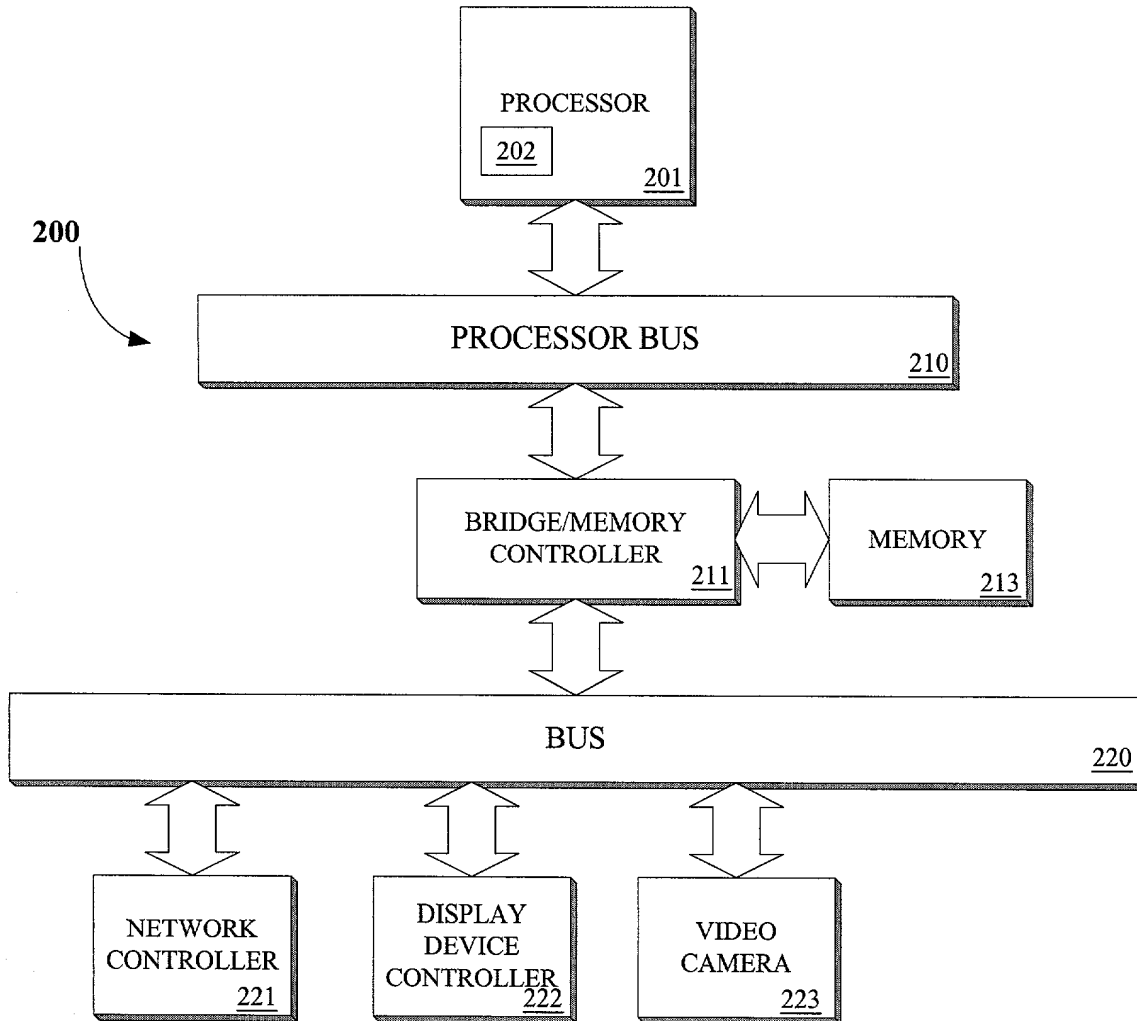 PROCESSOR
202
201
200
PROCESSOR BUS
210
BRIDGE/MEMORY
CONTROLLER
211
MEMORY
213
BUS
220
NETWORK
CONTROLLER
221
DISPLAY
DEVICE
CONTROLLER
222
VIDEO
CAMERA
223